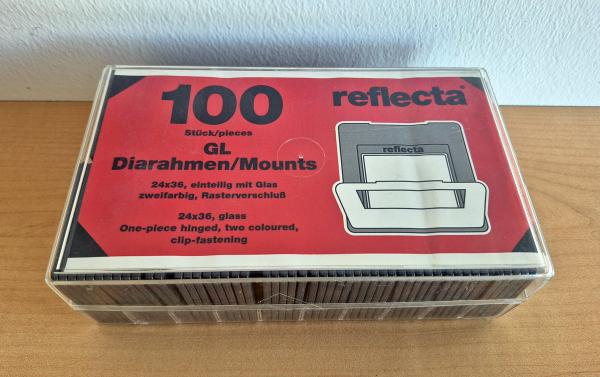 100
Stück/pieces
GL
Diarahmen/Mounts
24x36, einteilig mit Glas
zweifarbig, Rasterverschluß
24x36, glass
One-piece hinged, two coloured,
clip-fastening
reflecta®
reflecta